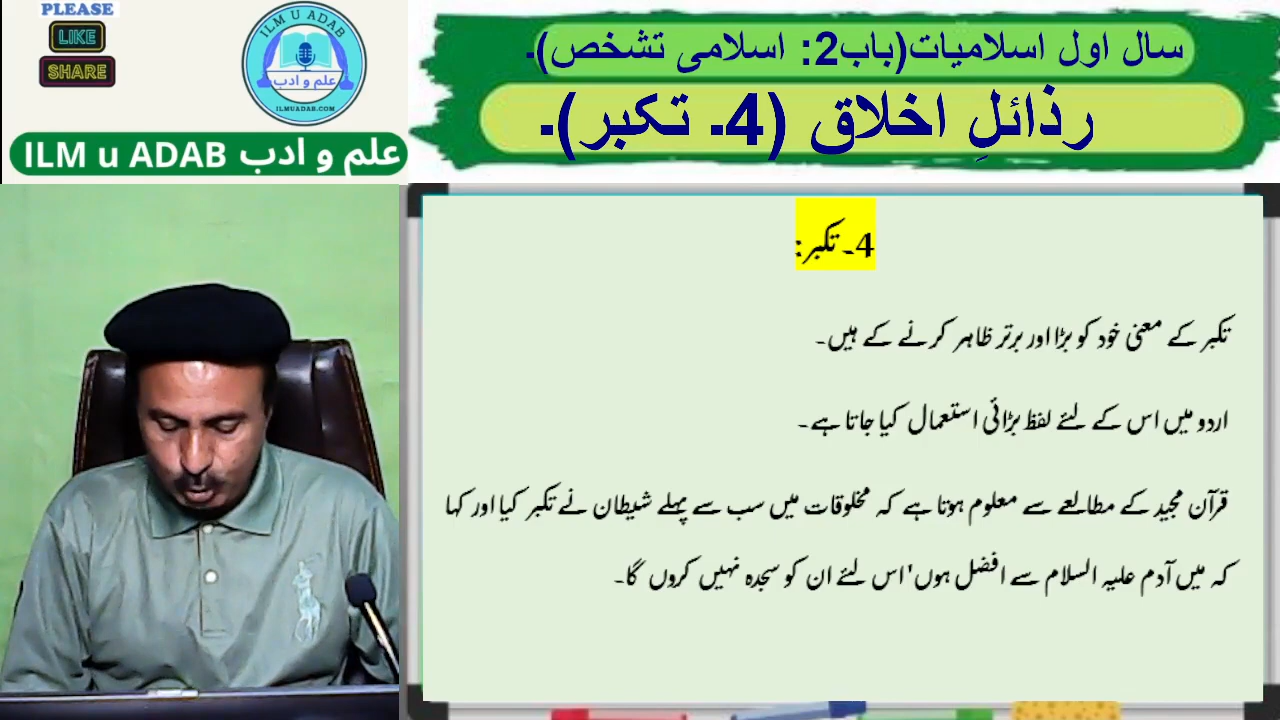 PLEASE
LIKE
SHARE
ILM U ADAB
علم و ادب
ILMUADAB.COM
ILM u ADAB علم و ادب
سال اول اسلامیات(باب2: اسلامی تشخص)۔
رذائلِ اخلاق (4۔ تکبر)۔
4۔ تکبر:
تکبر کے معنی خود کو بڑا اور برتر ظاہر کرنے کے ہیں۔
اردو میں اس کے لئے لفظ بڑائی استعمال کیا جاتا ہے۔
قرآن مجید کے مطالعے سے معلوم ہوتا ہے کہ مخلوقات میں سب سے پہلے شیطان نے تکبر کیا اور کہا
کہ میں آدم علیہ السلام سے افضل ہوں' اس لئے ان کو سجدہ نہیں کروں گا۔